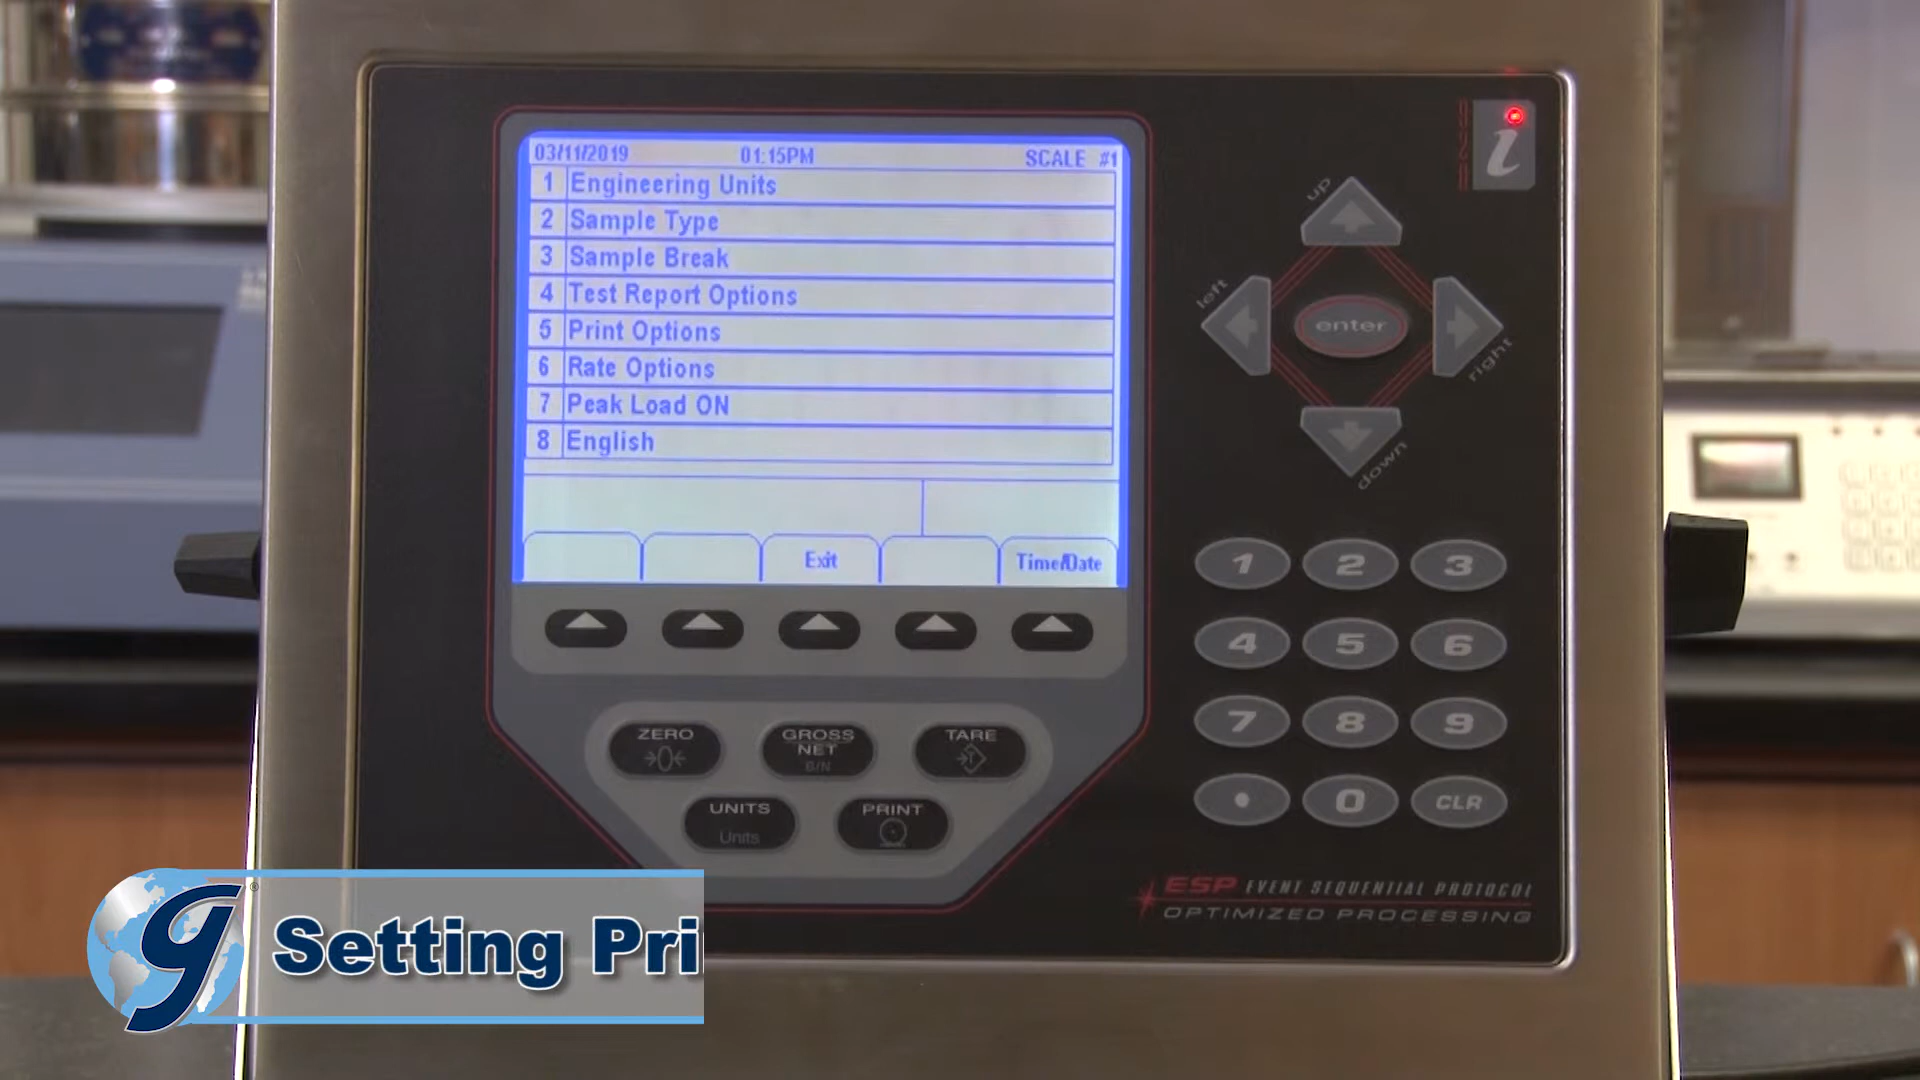 03/11/2019 01:15PM SCALE #1
1 Engineering Units
2 Sample Type
3 Sample Break
4 Test Report Options
5 Print Options
6 Rate Options
7 Peak Load ON
8 English
Exit Time/Date
i
up
left
enter
right
down
1 2 3
4 5 6
7 8 9
• 0 CLR
ZERO
GROSS
NET
B/N
TARE
T
UNITS
Units
PRINT
ESP EVENT SEQUENTIAL PROTOCOL
OPTIMIZED PROCESSING
g ®
Setting Pri